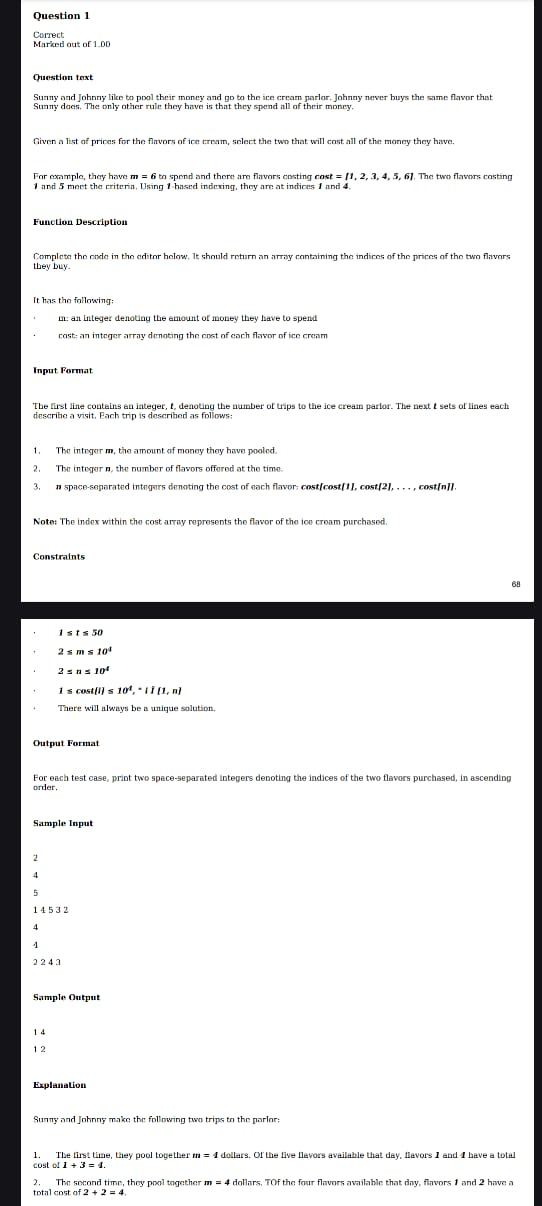 Question 1
Correct
Marked out of 1.00
Question text
Sunny and Johnny like to pool their money and go to the ice cream parlor. Johnny never buys the same flavor that
Sunny does. The only other rule they have is that they spend all of their money.
Given a list of prices for the flavors of ice cream, select the two that will cost all of the money they have.
For example, they have m = 6 to spend and there are flavors costing cost = [1, 2, 3, 4, 5, 6]. The two flavors costing
1 and 5 meet the criteria. Using 1-based indexing, they are at indices 1 and 4.
Function Description
Complete the code in the editor below. It should return an array containing the indices of the prices of the two flavors
they buy.
It has the following:
· m: an integer denoting the amount of money they have to spend
· cost: an integer array denoting the cost of each flavor of ice cream
Input Format
The first line contains an integer, t, denoting the number of trips to the ice cream parlor. The next t sets of lines each
describe a visit. Each trip is described as follows:
1. The integer m, the amount of money they have pooled.
2. The integer n, the number of flavors offered at the time.
3. n space-separated integers denoting the cost of each flavor: cost[cost[1], cost[2], . . . , cost[n]].
Note: The index within the cost array represents the flavor of the ice cream purchased.
Constraints
68
· 1 ≤ t ≤ 50
· 2 ≤ m ≤ 10⁴
· 2 ≤ n ≤ 10⁴
· 1 ≤ cost[i] ≤ 10⁴, " i Î [1, n]
· There will always be a unique solution.
Output Format
For each test case, print two space-separated integers denoting the indices of the two flavors purchased, in ascending
order.
Sample Input
2
4
5
1 4 5 3 2
4
4
2 2 4 3
Sample Output
1 4
1 2
Explanation
Sunny and Johnny make the following two trips to the parlor:
1. The first time, they pool together m = 4 dollars. Of the five flavors available that day, flavors 1 and 4 have a total
cost of 1 + 3 = 4.
2. The second time, they pool together m = 4 dollars. TOf the four flavors available that day, flavors 1 and 2 have a
total cost of 2 + 2 = 4.